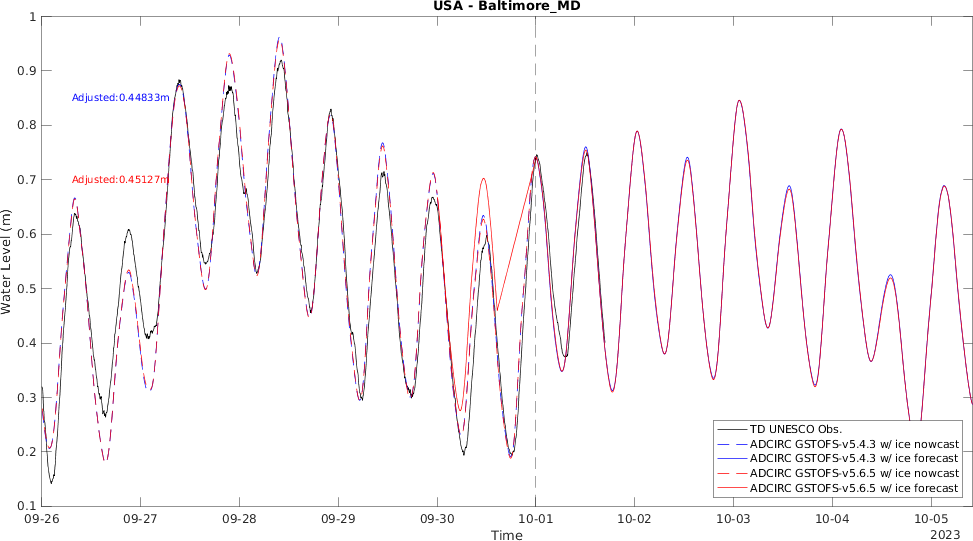 USA - Baltimore_MD
1
0.9
0.8
0.7
0.6
0.5
0.4
0.3
0.2
0.1
Water Level (m)
Adjusted:0.44833m
Adjusted:0.45127m
TD UNESCO Obs.
ADCIRC GSTOFS-v5.4.3 w/ ice nowcast
ADCIRC GSTOFS-v5.4.3 w/ ice forecast
ADCIRC GSTOFS-v5.6.5 w/ ice nowcast
ADCIRC GSTOFS-v5.6.5 w/ ice forecast
09-26 09-27 09-28 09-29 09-30 10-01 10-02 10-03 10-04 10-05
Time
2023